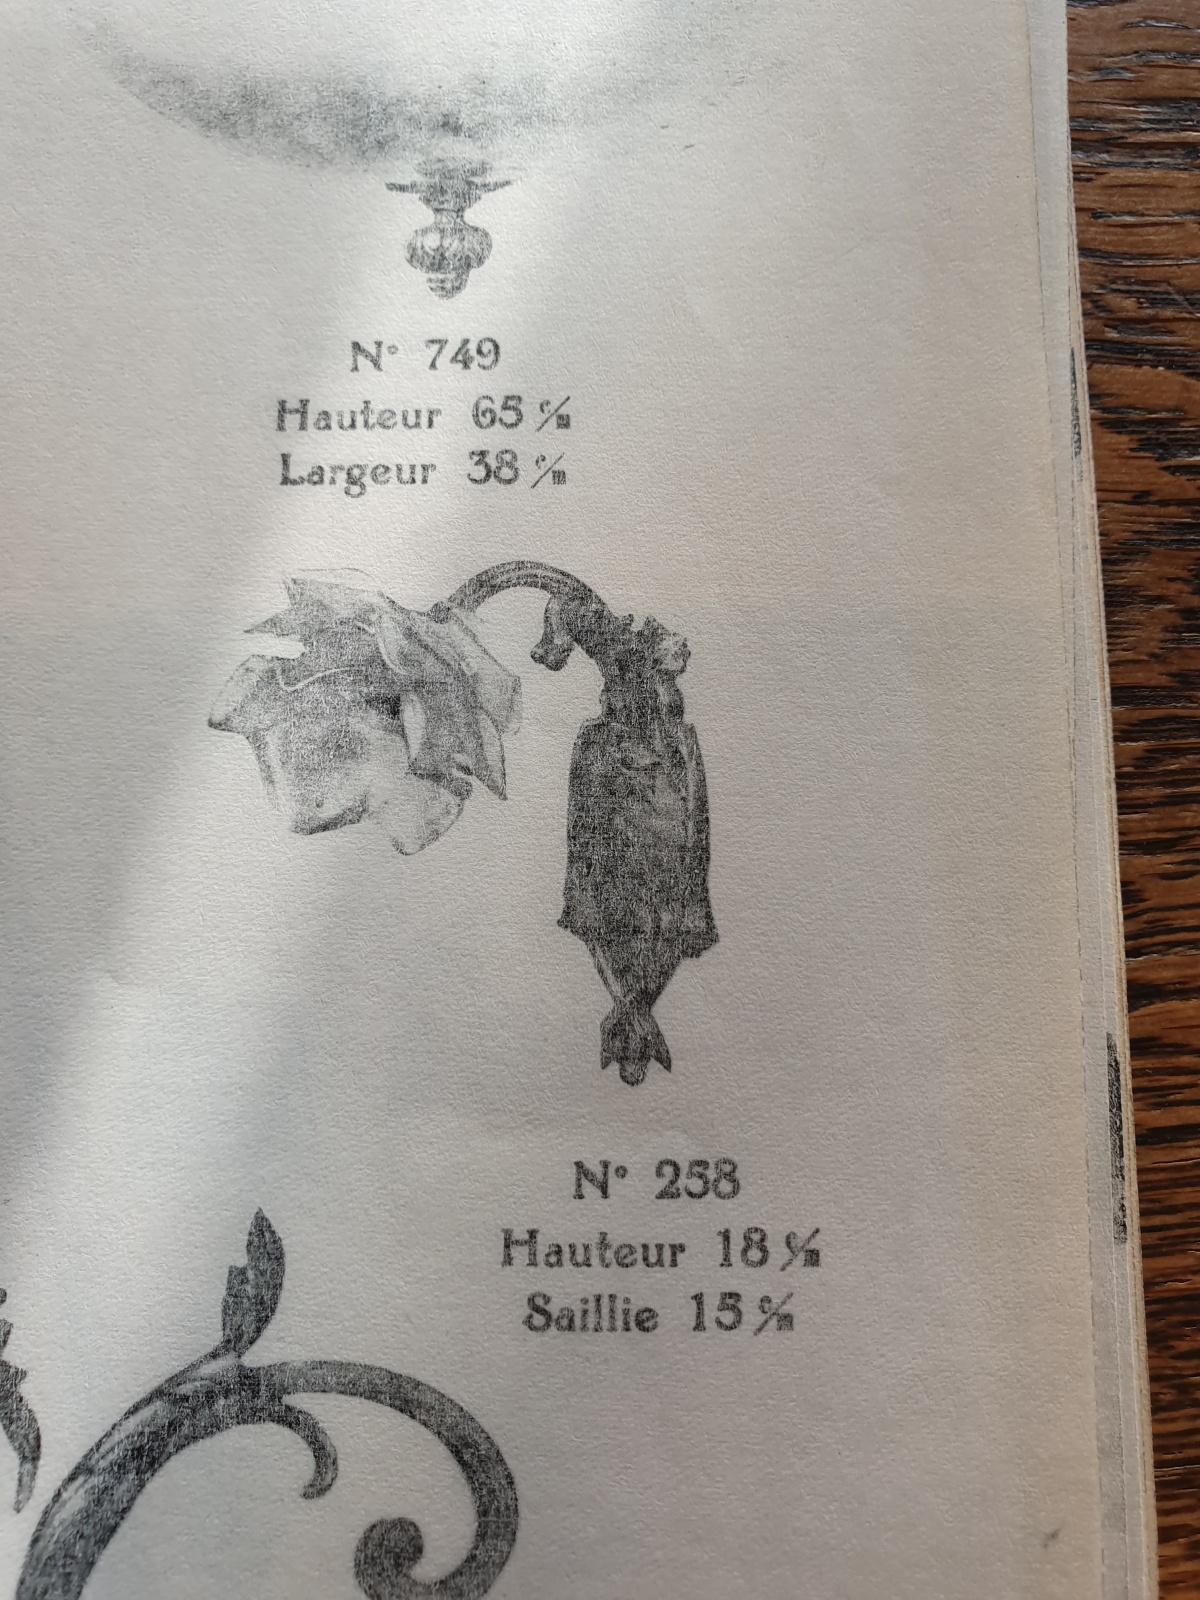 N° 749
Hauteur 65 c/m
Largeur 38 c/m
N° 258
Hauteur 18 c/m
Saillie 15 c/m